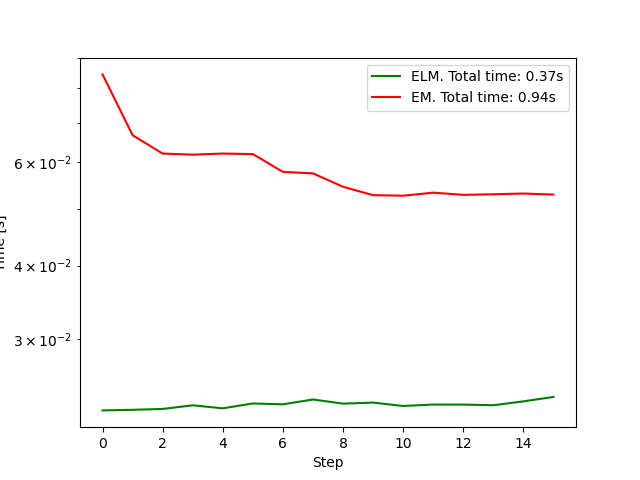 ELM. Total time: 0.37s
EM. Total time: 0.94s
6 × 10⁻²
4 × 10⁻²
3 × 10⁻²
[s]
0 2 4 6 8 10 12 14
Step